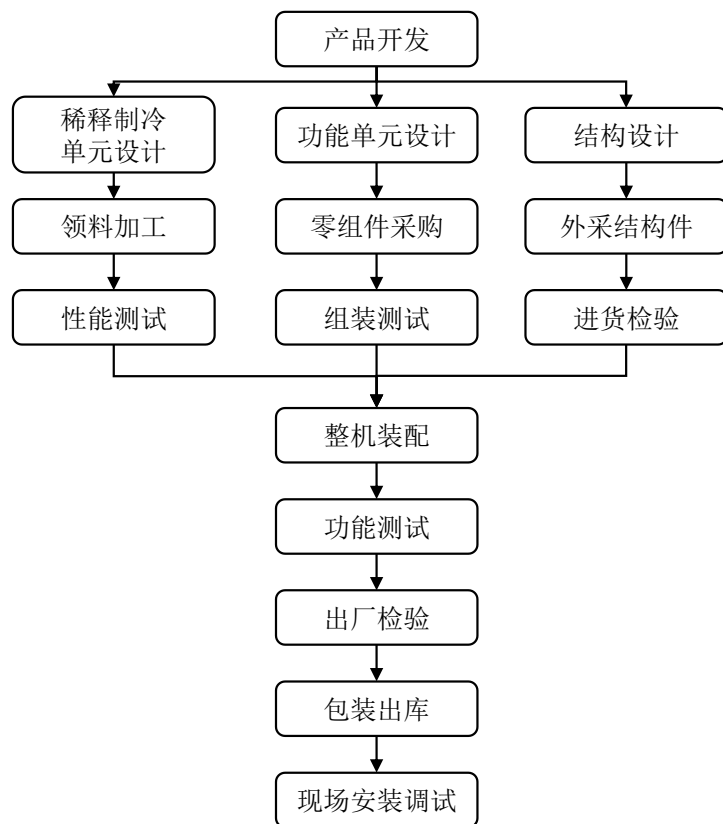 产品开发
稀释制冷
单元设计
功能单元设计
结构设计
领料加工
零组件采购
外采结构件
性能测试
组装测试
进货检验
整机装配
功能测试
出厂检验
包装出库
现场安装调试